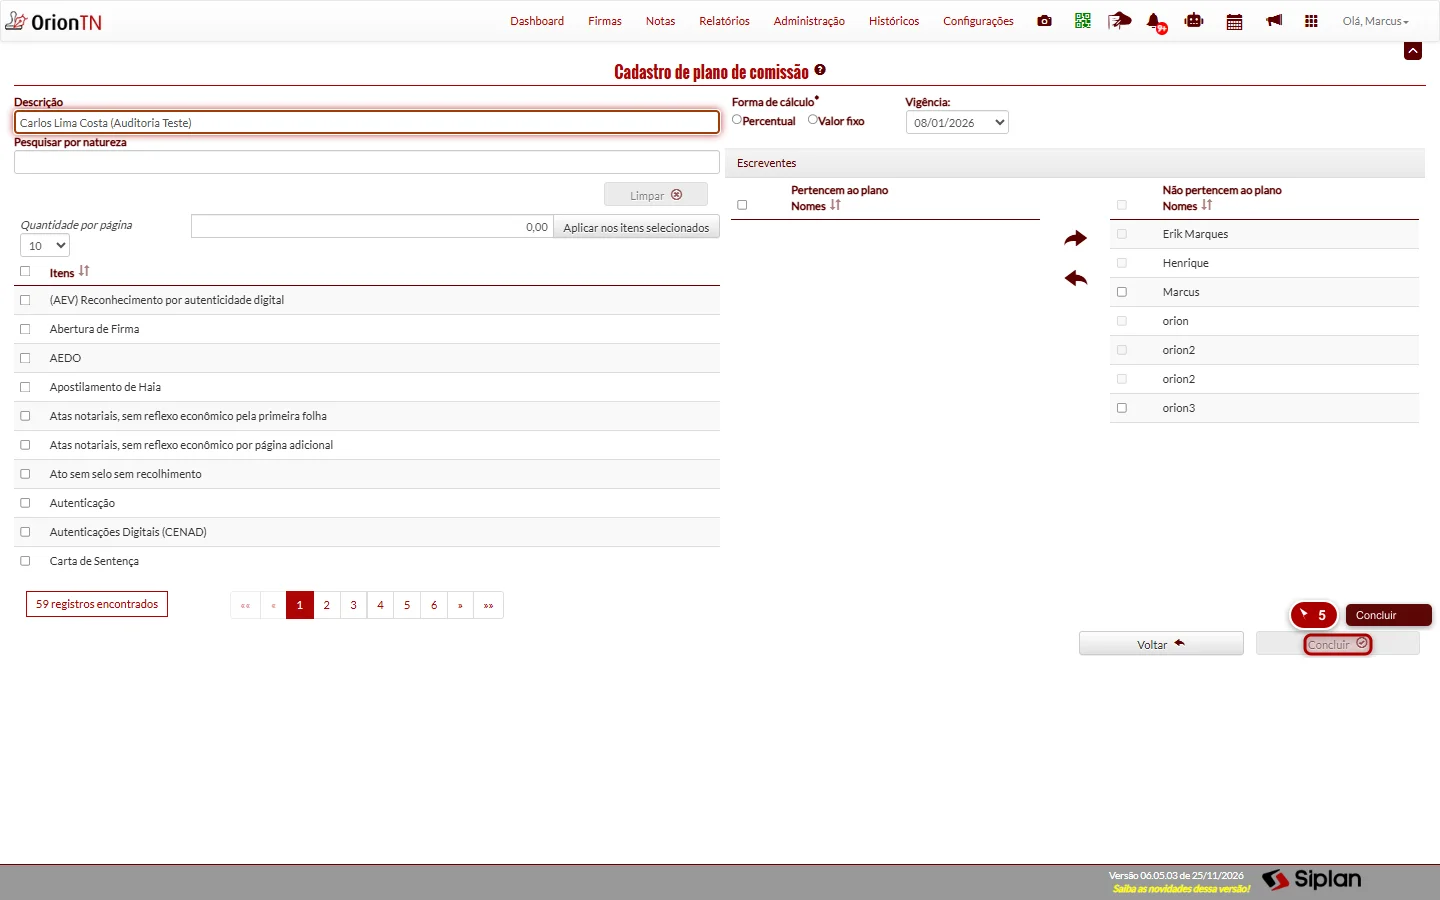 OrionTN
Dashboard
Firmas
Notas
Relatórios
Administração
Históricos
Configurações
9+
Olá, Marcus
Cadastro de plano de comissão
Descrição
Carlos Lima Costa (Auditoria Teste)
Pesquisar por natureza
Limpar
Quantidade por página
10
0,00
Aplicar nos itens selecionados
Itens
(AEV) Reconhecimento por autenticidade digital
Abertura de Firma
AEDO
Apostilamento de Haia
Atas notariais, sem reflexo econômico pela primeira folha
Atas notariais, sem reflexo econômico por página adicional
Ato sem selo sem recolhimento
Autenticação
Autenticações Digitais (CENAD)
Carta de Sentença
59 registros encontrados
«« « 1 2 3 4 5 6 » »»
Forma de cálculo*
Percentual
Valor fixo
Vigência:
08/01/2026
Escreventes
Pertencem ao plano
Nomes
Não pertencem ao plano
Nomes
Erik Marques
Henrique
Marcus
orion
orion2
orion2
orion3
5
Concluir
Voltar
Concluir
Versão 06.05.03 de 25/11/2026
Saiba as novidades dessa versão!
Siplan